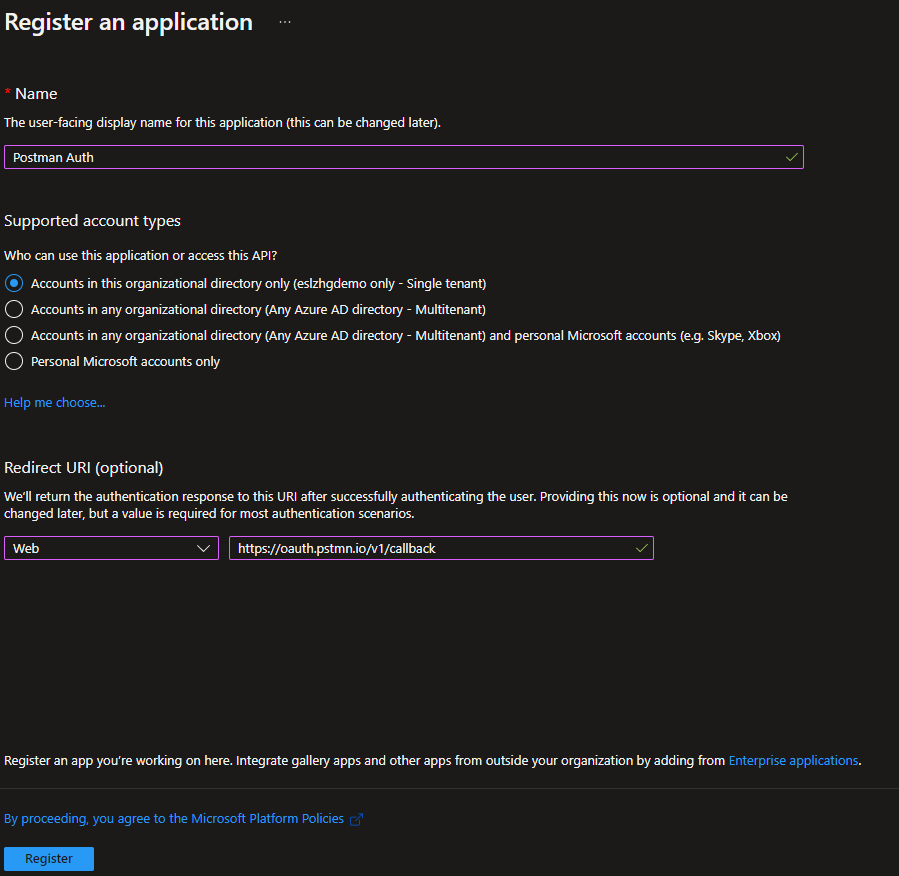 Register an application ...
* Name
The user-facing display name for this application (this can be changed later).
Postman Auth
Supported account types
Who can use this application or access this API?
Accounts in this organizational directory only (eslzhgdemo only - Single tenant)
Accounts in any organizational directory (Any Azure AD directory - Multitenant)
Accounts in any organizational directory (Any Azure AD directory - Multitenant) and personal Microsoft accounts (e.g. Skype, Xbox)
Personal Microsoft accounts only
Help me choose...
Redirect URI (optional)
We'll return the authentication response to this URI after successfully authenticating the user. Providing this now is optional and it can be
changed later, but a value is required for most authentication scenarios.
Web https://oauth.pstmn.io/v1/callback
Register an app you're working on here. Integrate gallery apps and other apps from outside your organization by adding from Enterprise applications.
By proceeding, you agree to the Microsoft Platform Policies
Register